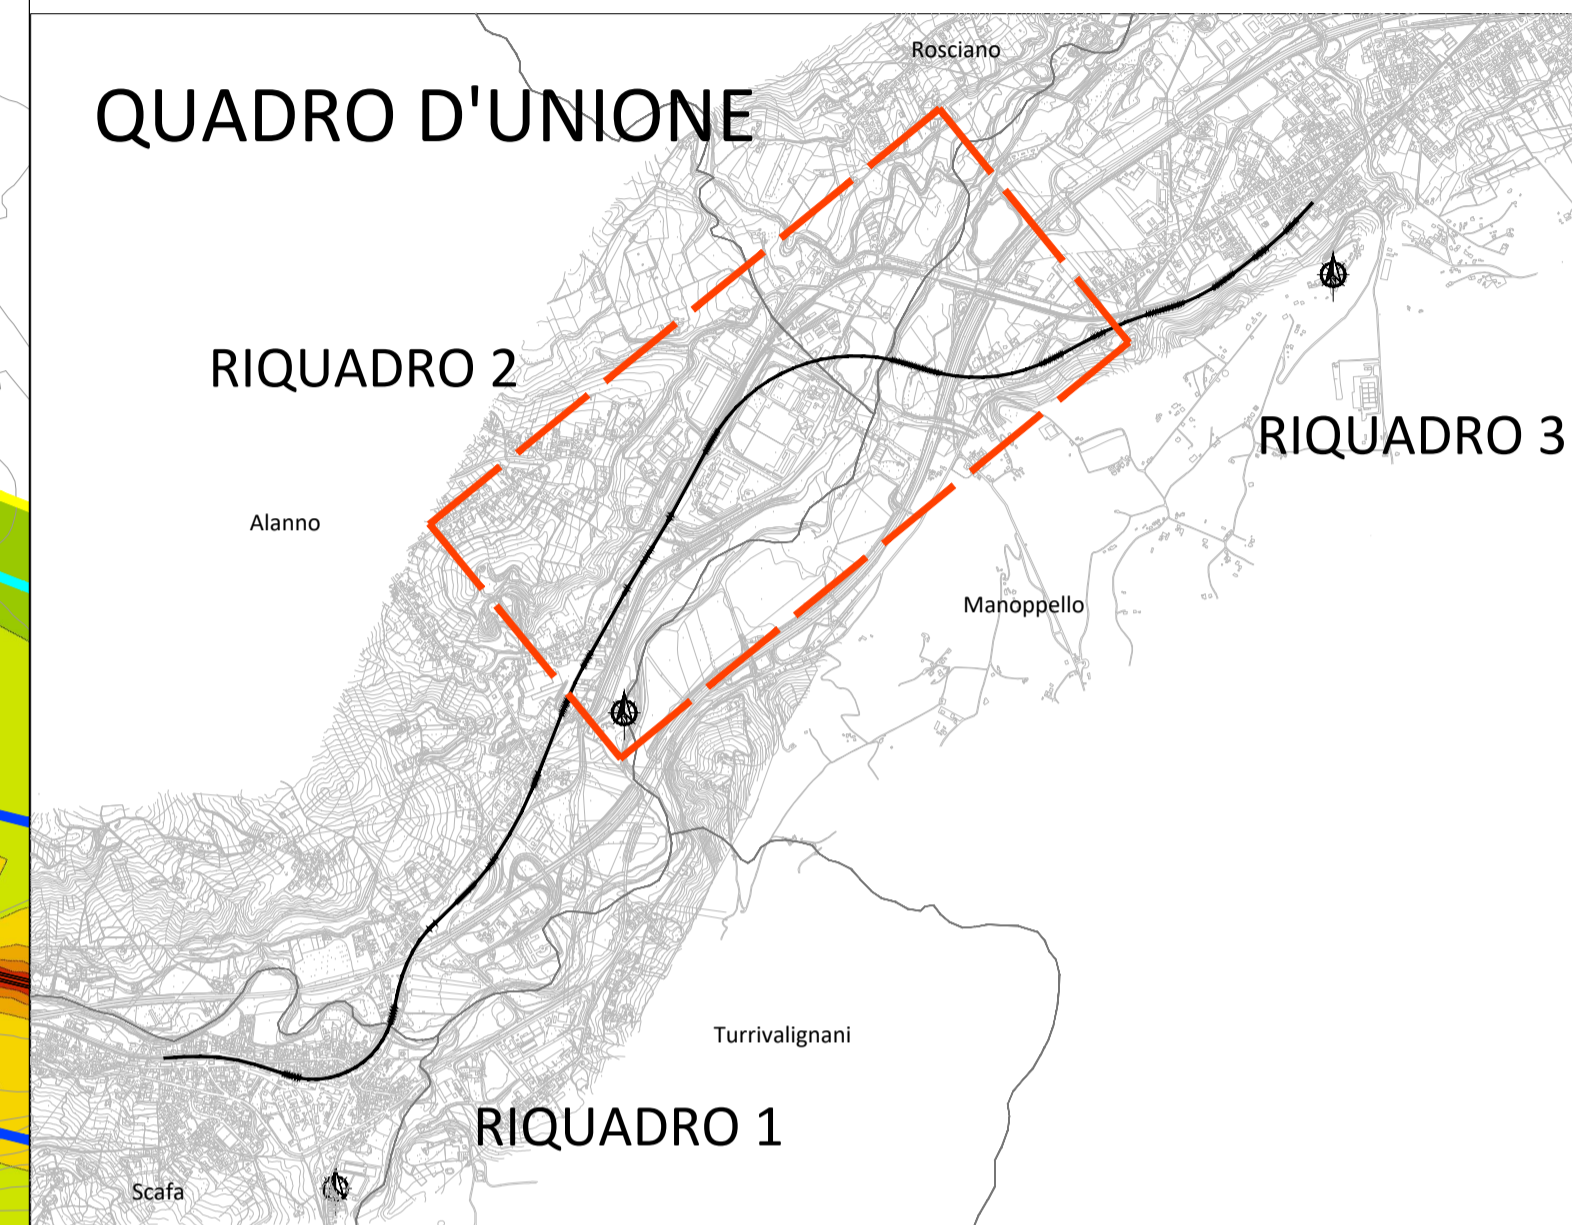 Rosciano
QUADRO D'UNIONE
RIQUADRO 2
RIQUADRO 3
Alanno
Manoppello
Turrivalignani
RIQUADRO 1
Scafa